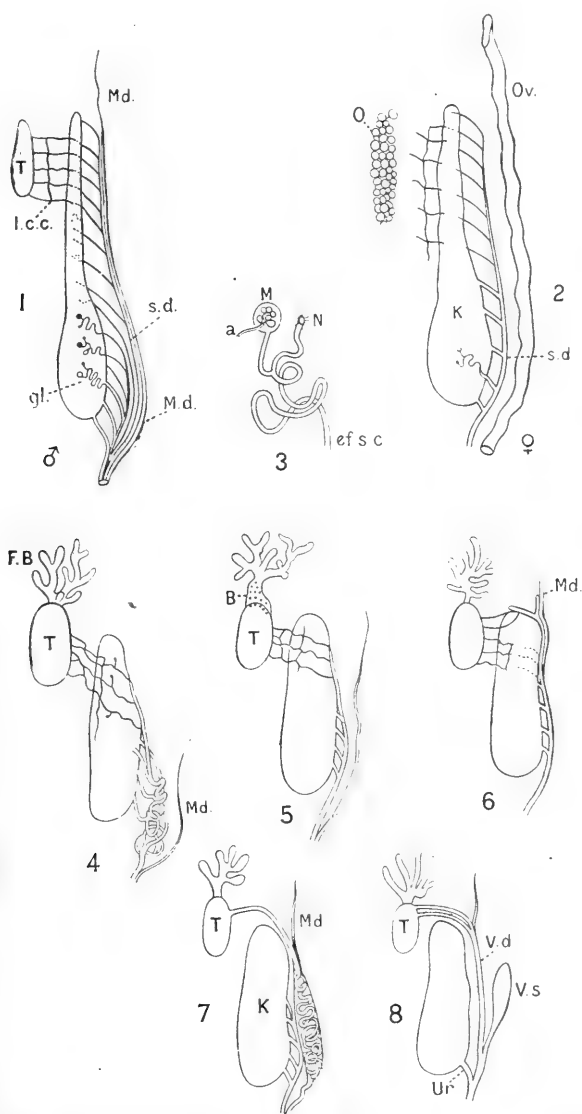 Md.
T
l.c.c.
1
s.d.
gl.
M.d.
♂
O.
Ov.
K
2
s.d
♀
M
a
N
ef s c
3
F.B
T
Md.
4
B
T
5
Md.
6
T
Md
K
7
T
V.d
V.s
Ur
8